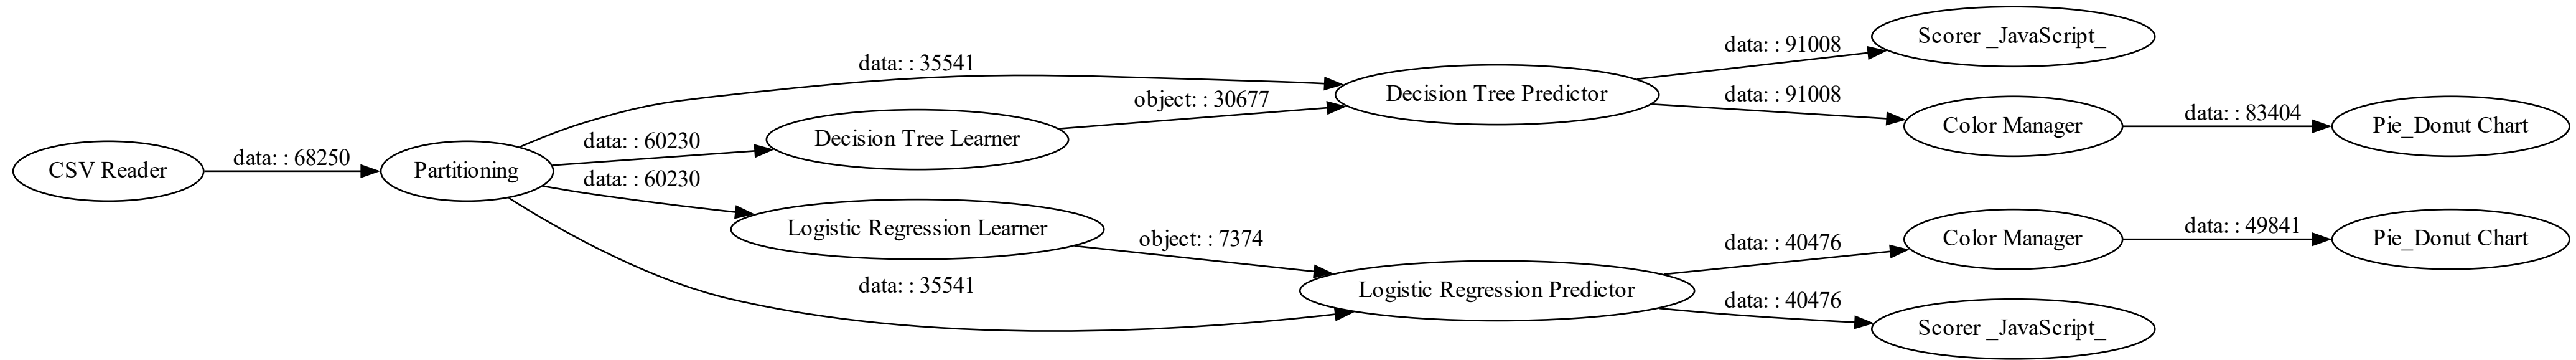 CSV Reader
data: : 68250
Partitioning
data: : 35541
data: : 60230
data: : 60230
data: : 35541
Decision Tree Learner
Logistic Regression Learner
object: : 30677
object: : 7374
Decision Tree Predictor
Logistic Regression Predictor
data: : 91008
data: : 91008
data: : 40476
data: : 40476
Scorer _JavaScript_
Color Manager
Color Manager
Scorer _JavaScript_
data: : 83404
data: : 49841
Pie_Donut Chart
Pie_Donut Chart